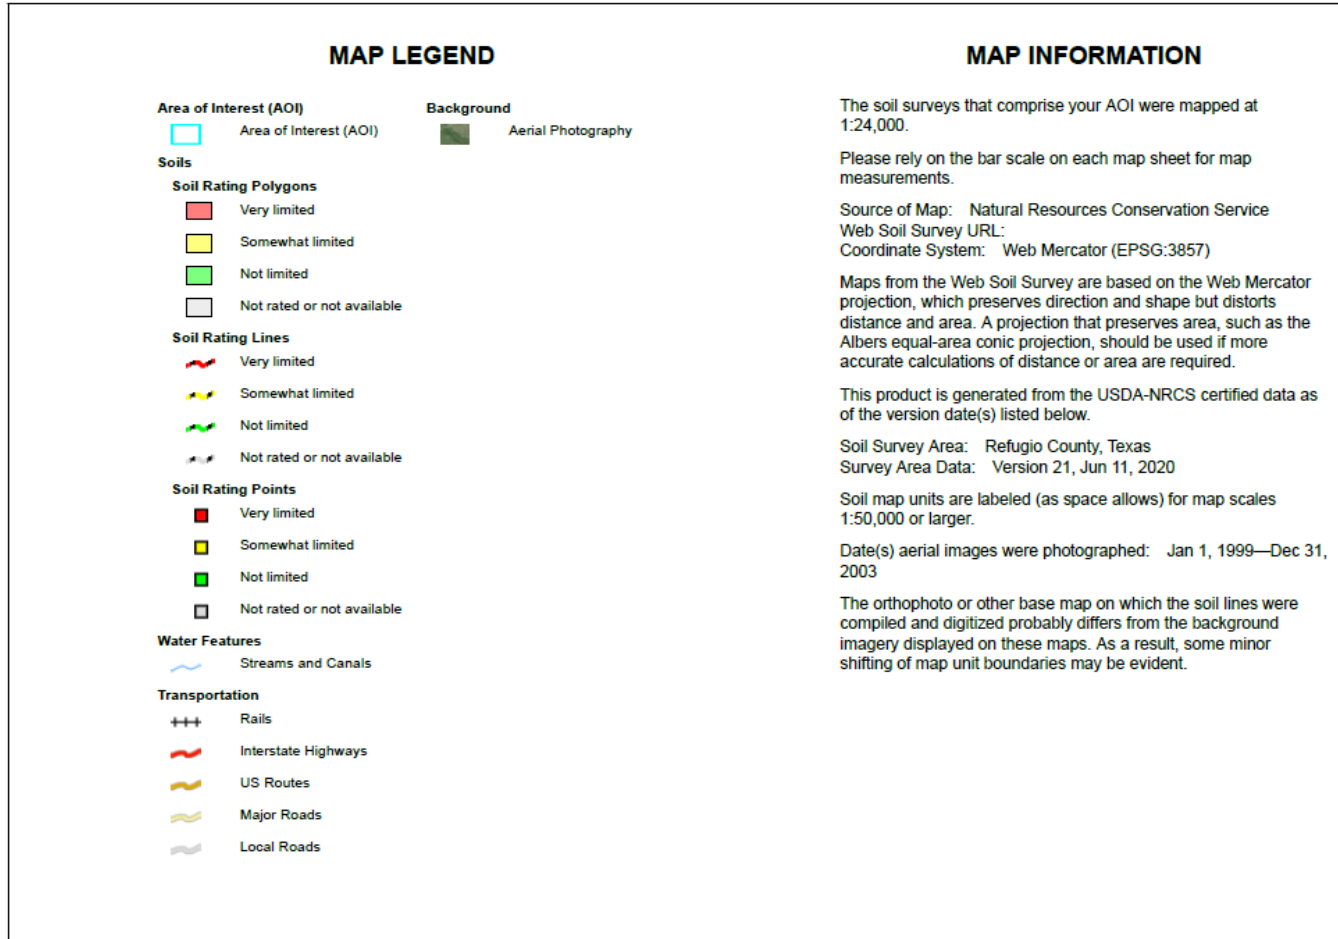 MAP LEGEND
Area of Interest (AOI)
Area of Interest (AOI)
Soils
Soil Rating Polygons
Very limited
Somewhat limited
Not limited
Not rated or not available
Soil Rating Lines
Very limited
Somewhat limited
Not limited
Not rated or not available
Soil Rating Points
Very limited
Somewhat limited
Not limited
Not rated or not available
Water Features
Streams and Canals
Transportation
Rails
Interstate Highways
US Routes
Major Roads
Local Roads
Background
Aerial Photography
MAP INFORMATION
The soil surveys that comprise your AOI were mapped at
1:24,000.
Please rely on the bar scale on each map sheet for map
measurements.
Source of Map: Natural Resources Conservation Service
Web Soil Survey URL:
Coordinate System: Web Mercator (EPSG:3857)
Maps from the Web Soil Survey are based on the Web Mercator
projection, which preserves direction and shape but distorts
distance and area. A projection that preserves area, such as the
Albers equal-area conic projection, should be used if more
accurate calculations of distance or area are required.
This product is generated from the USDA-NRCS certified data as
of the version date(s) listed below.
Soil Survey Area: Refugio County, Texas
Survey Area Data: Version 21, Jun 11, 2020
Soil map units are labeled (as space allows) for map scales
1:50,000 or larger.
Date(s) aerial images were photographed: Jan 1, 1999—Dec 31,
2003
The orthophoto or other base map on which the soil lines were
compiled and digitized probably differs from the background
imagery displayed on these maps. As a result, some minor
shifting of map unit boundaries may be evident.